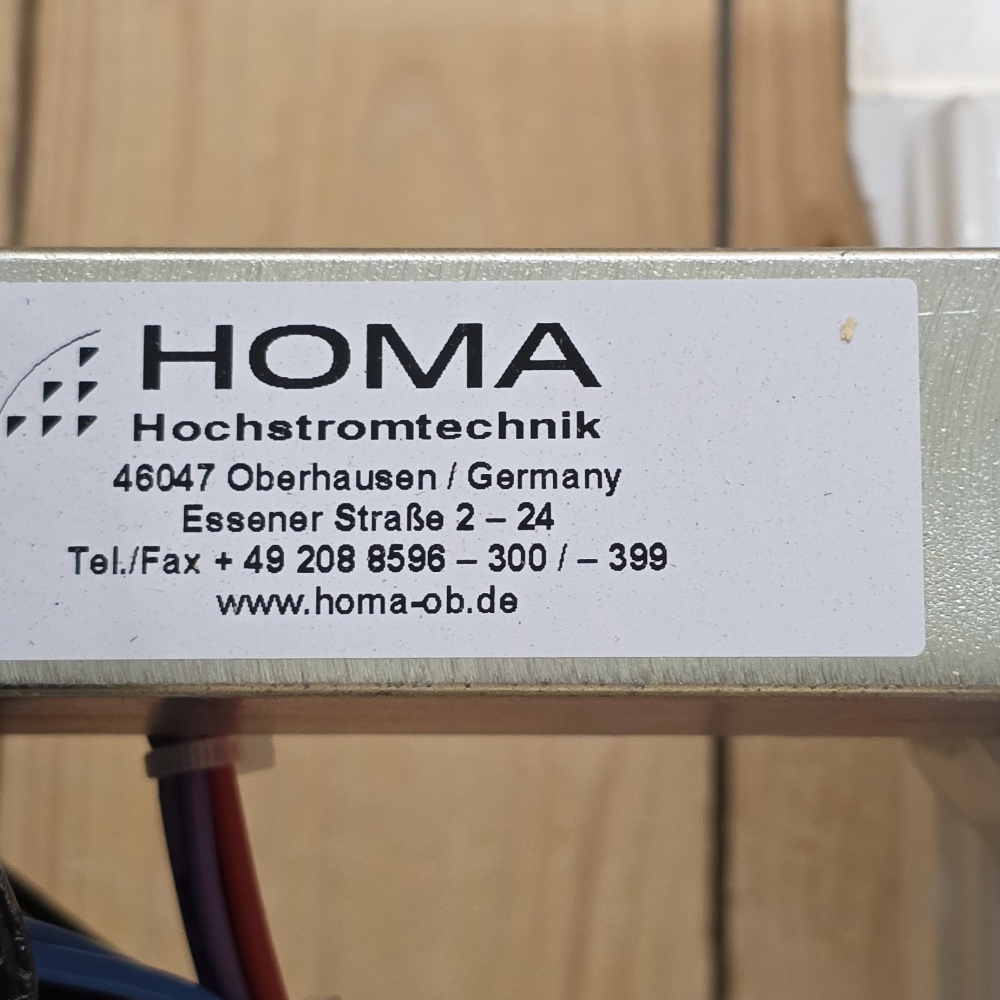 HOMA
Hochstromtechnik
46047 Oberhausen / Germany
Essener Straße 2 – 24
Tel./Fax + 49 208 8596 – 300 / – 399
www.homa-ob.de